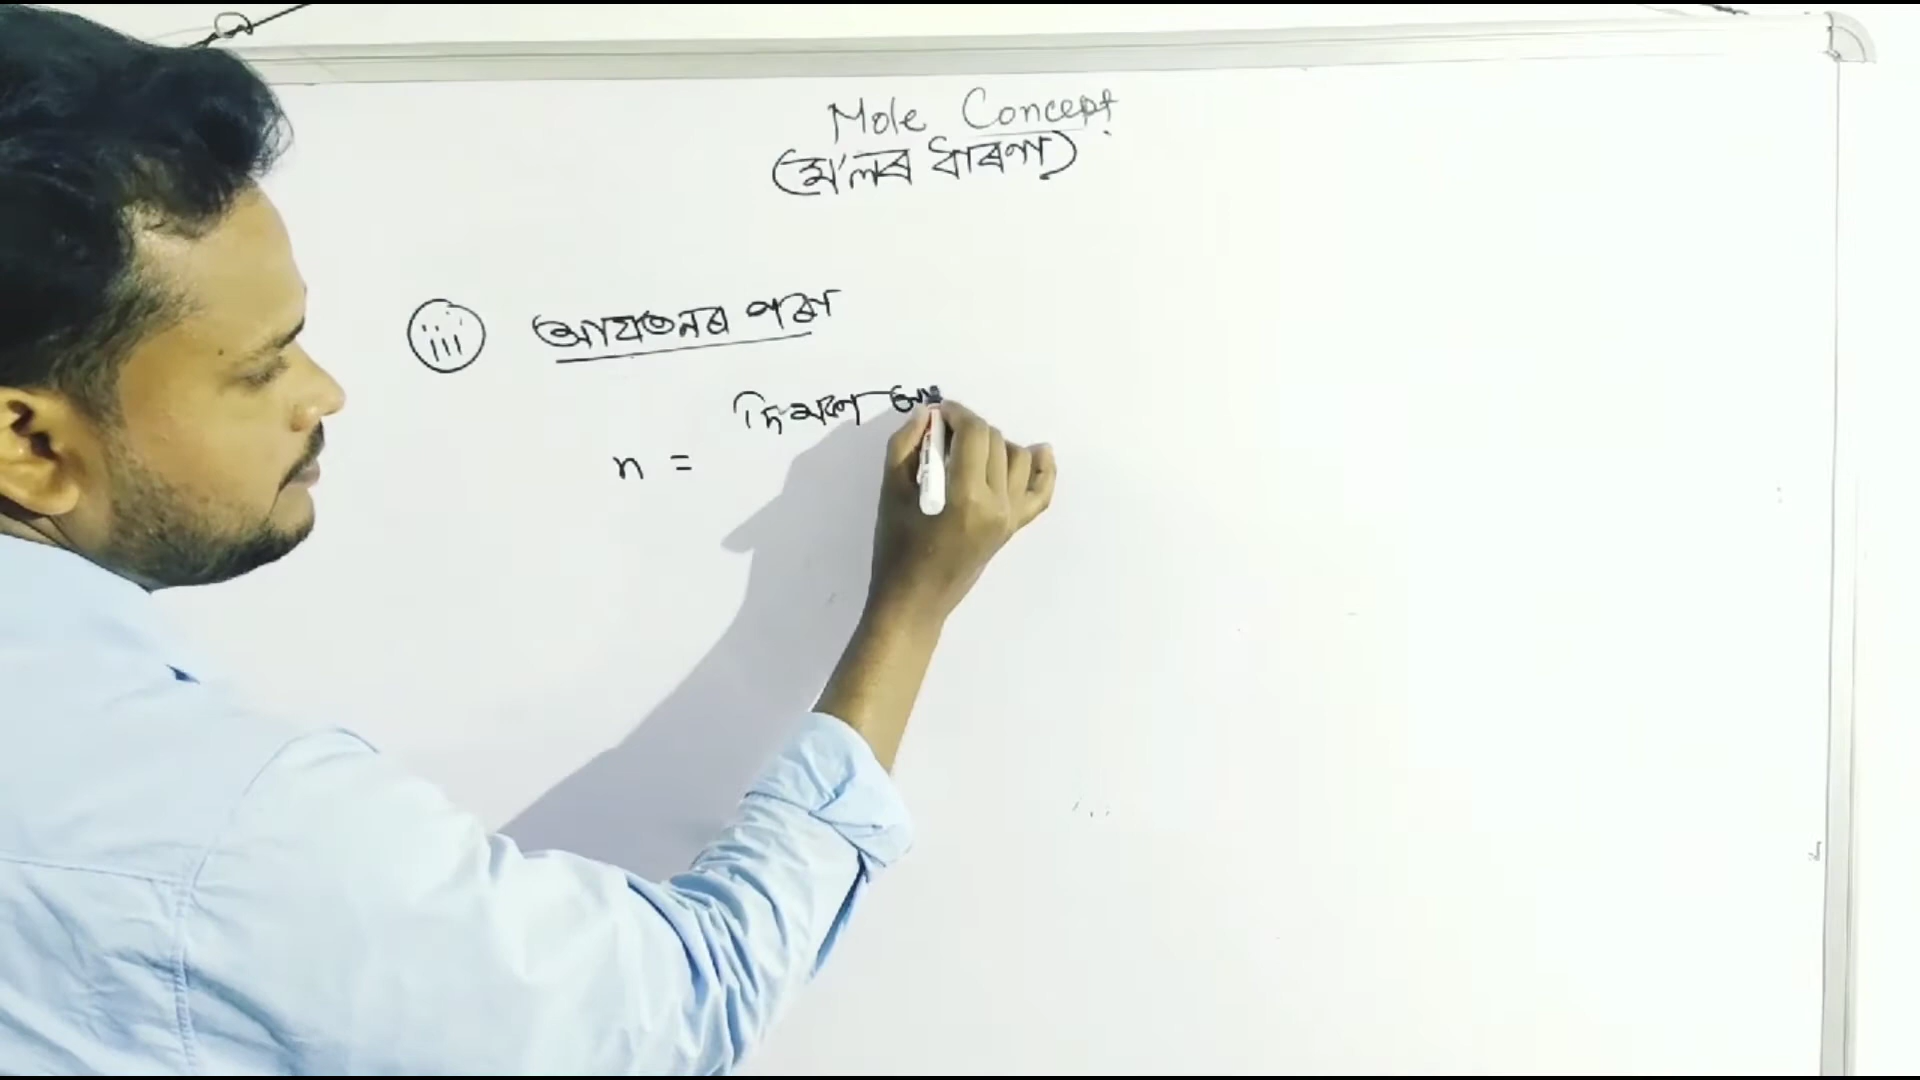 Mole Concept
(ম'লৰ ধাৰণা)
iii আয়তনৰ পৰা
দিয়া
n =